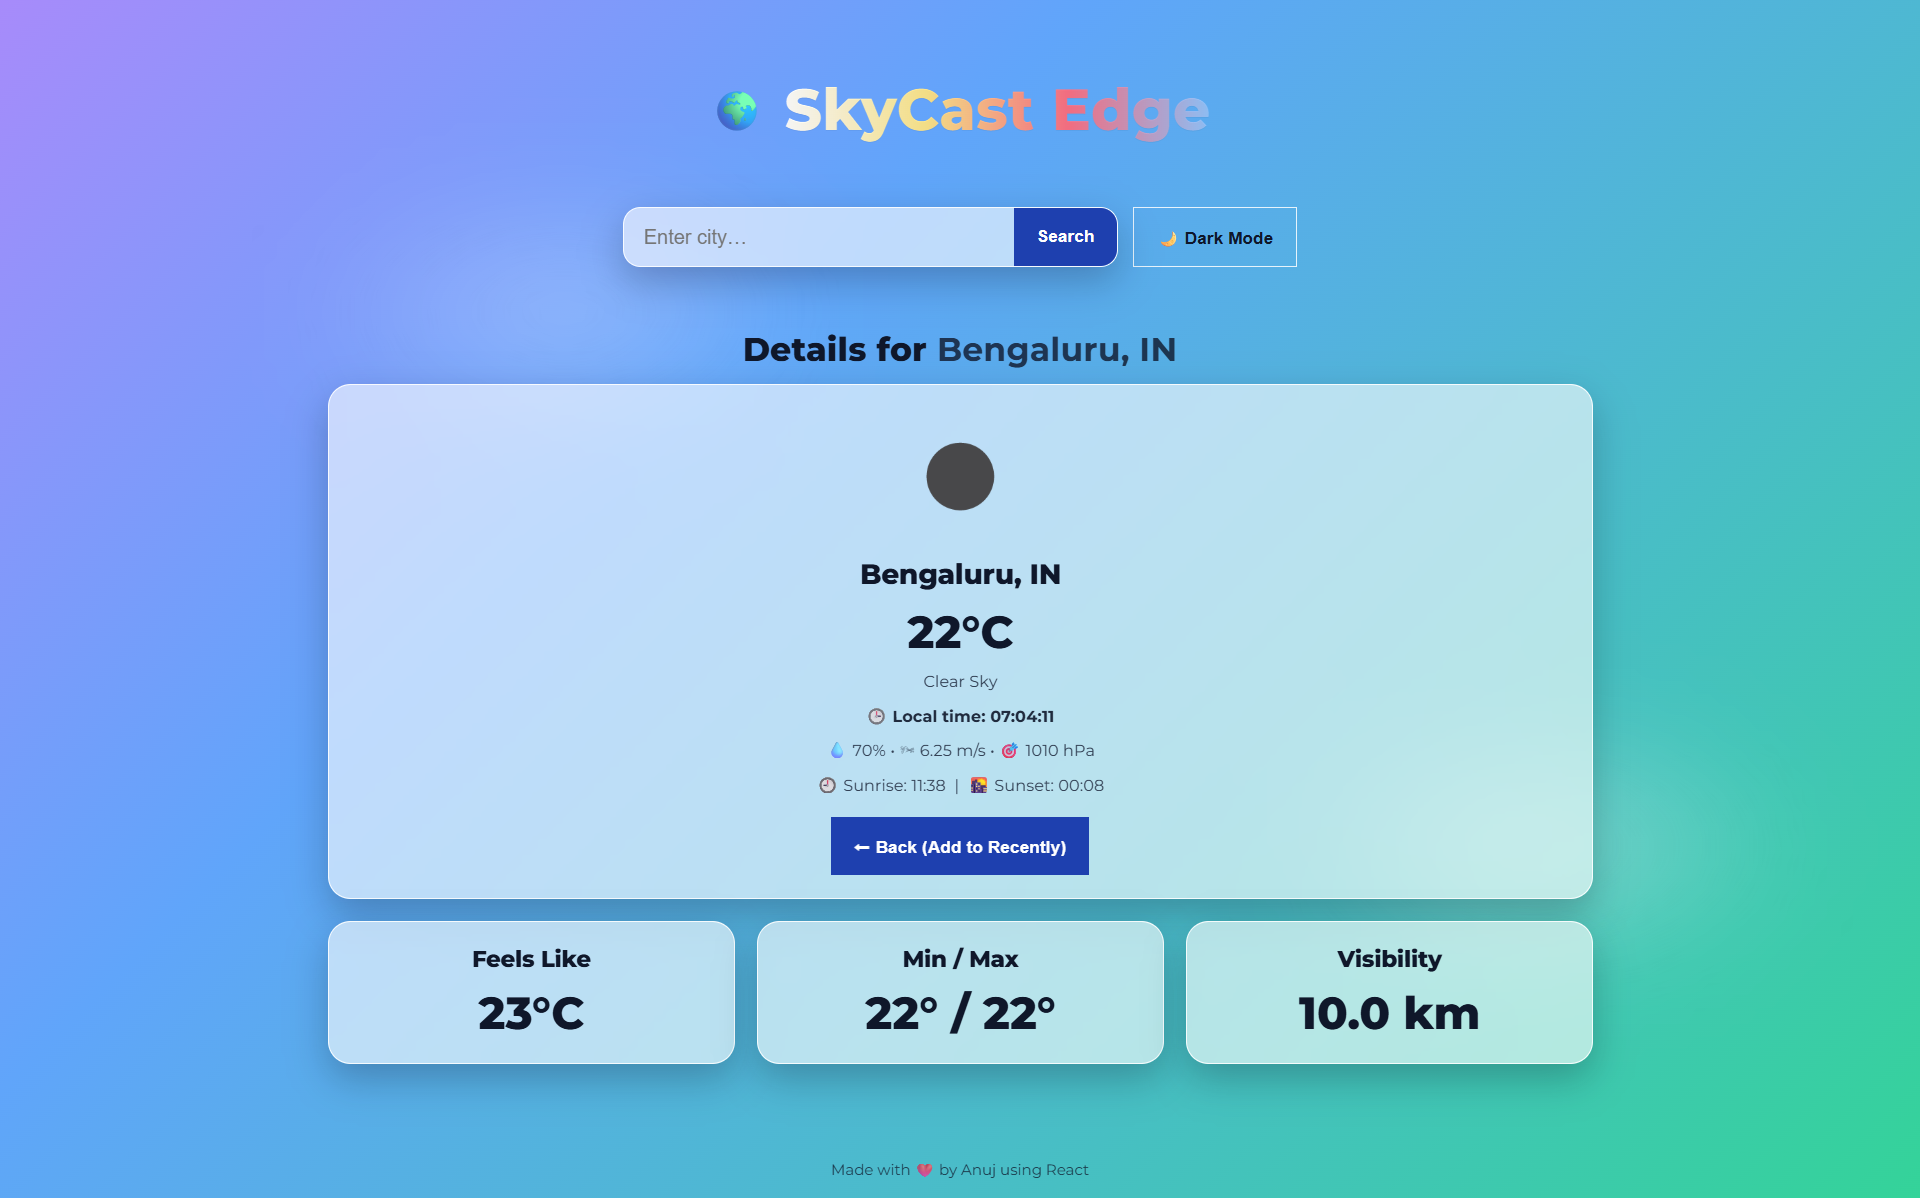 🌍 SkyCast Edge
Enter city…
Search
🌙 Dark Mode
Details for Bengaluru, IN
Bengaluru, IN
22°C
Clear Sky
🕒 Local time: 07:04:11
💧 70% • 🌬 6.25 m/s • 🎯 1010 hPa
🕘 Sunrise: 11:38 | 🌇 Sunset: 00:08
← Back (Add to Recently)
Feels Like
23°C
Min / Max
22° / 22°
Visibility
10.0 km
Made with 💔 by Anuj using React